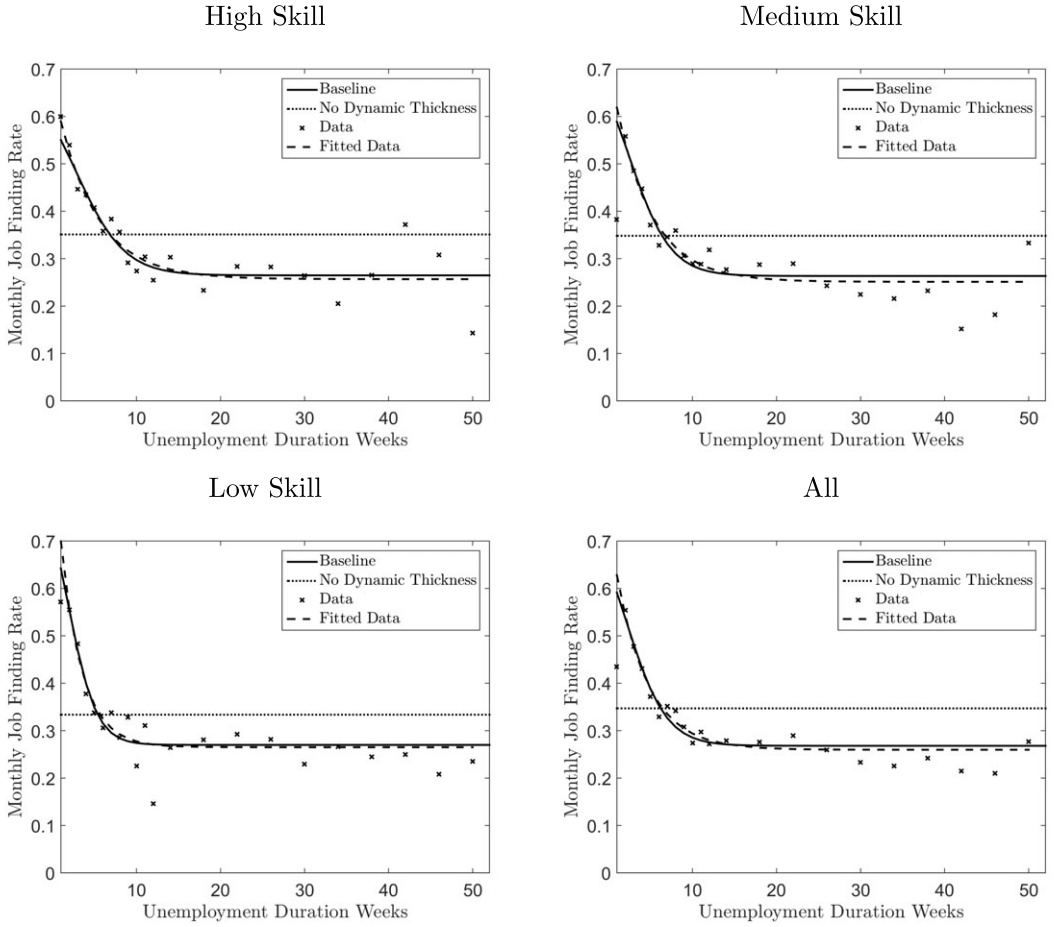 High Skill
Medium Skill
0.7
0.6
0.5
0.4
0.3
0.2
0.1
0
10
20
30
40
50
Monthly Job Finding Rate
Unemployment Duration Weeks
Baseline
No Dynamic Thickness
Data
Fitted Data
0.7
0.6
0.5
0.4
0.3
0.2
0.1
0
10
20
30
40
50
Monthly Job Finding Rate
Unemployment Duration Weeks
Baseline
No Dynamic Thickness
Data
Fitted Data
Low Skill
All
0.7
0.6
0.5
0.4
0.3
0.2
0.1
0
10
20
30
40
50
Monthly Job Finding Rate
Unemployment Duration Weeks
Baseline
No Dynamic Thickness
Data
Fitted Data
0.7
0.6
0.5
0.4
0.3
0.2
0.1
0
10
20
30
40
50
Monthly Job Finding Rate
Unemployment Duration Weeks
Baseline
No Dynamic Thickness
Data
Fitted Data